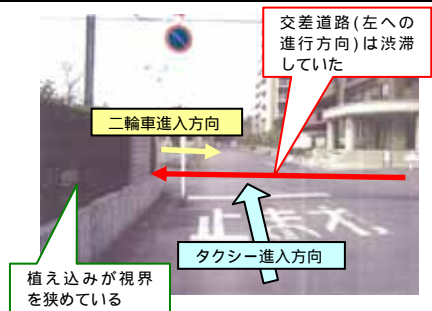 交差道路(左への
進行方向)は渋滞
していた
二輪車進入方向
止まれ
タクシー進入方向
植え込みが視界
を狭めている